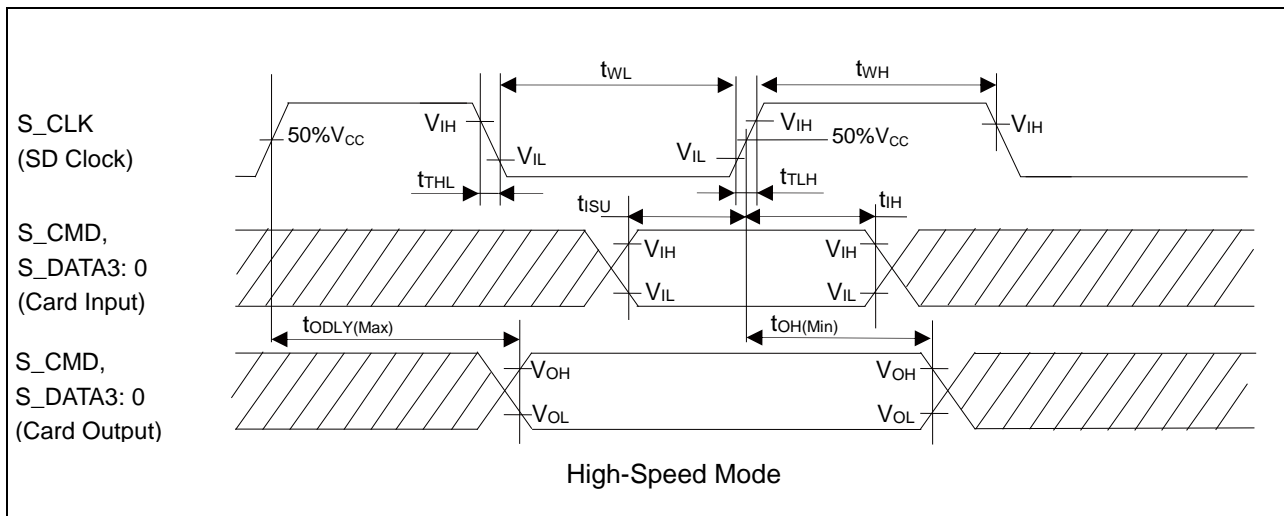 tWL
tWH
S_CLK
(SD Clock)
50%VCC
VIH
VIL
VIL
VIH
50%VCC
VIH
tTHL
tTLH
tISU
tIH
S_CMD,
S_DATA3: 0
(Card Input)
VIH
VIL
VIH
VIL
tODLY(Max)
tOH(Min)
S_CMD,
S_DATA3: 0
(Card Output)
VOH
VOL
VOH
VOL
High-Speed Mode